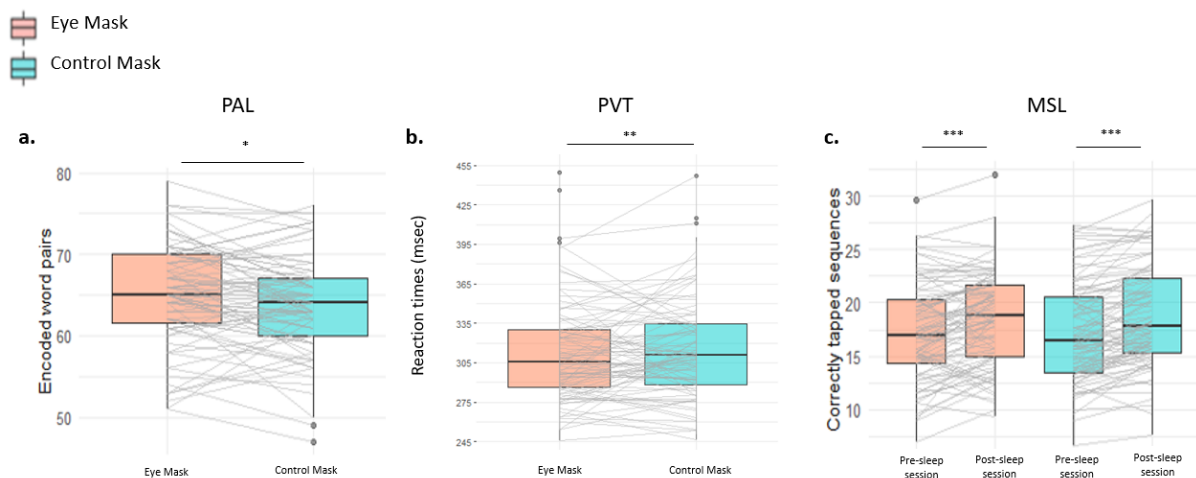 Eye Mask
Control Mask
PAL
PVT
MSL
a.
*
Encoded word pairs
80
70
60
50
Eye Mask
Control Mask
b.
**
Reaction times (msec)
455
425
395
365
335
305
275
245
Eye Mask
Control Mask
c.
***
***
Correctly tapped sequences
30
25
20
15
10
Pre-sleep
session
Post-sleep
session
Pre-sleep
session
Post-sleep
session